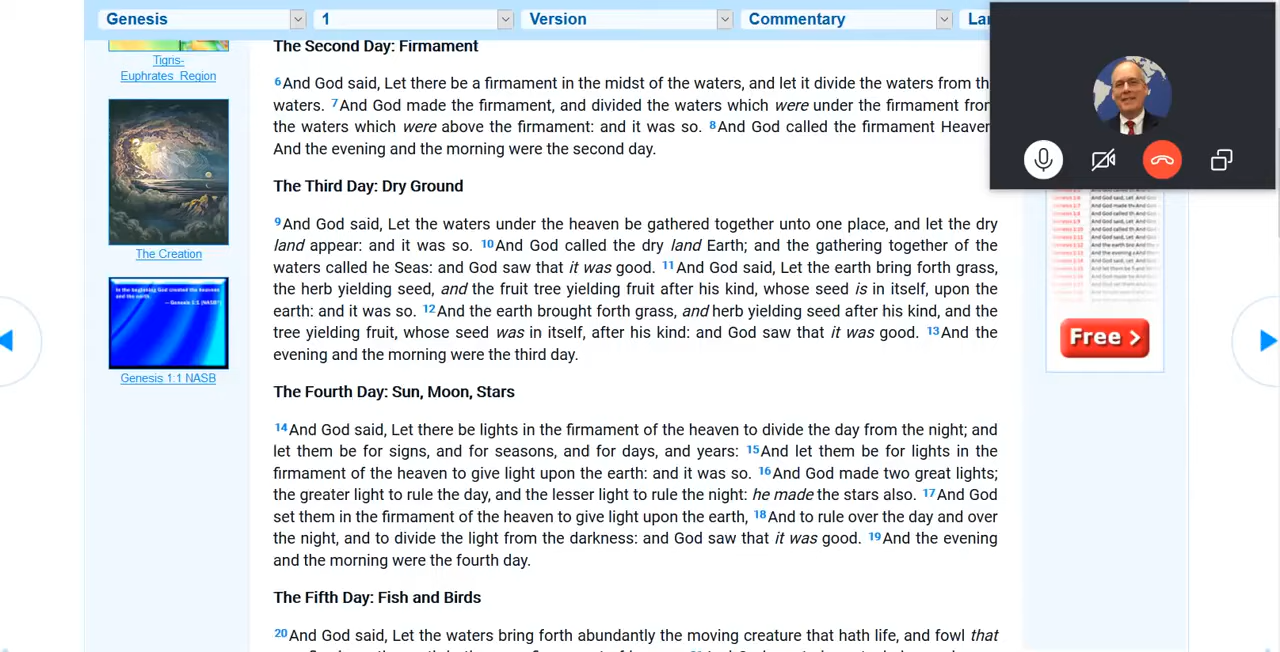 Genesis
1
Version
Commentary
Tigris-
Euphrates Region
The Creation
In the beginning God created the heavens
and the earth.
— Genesis 1:1 (NASB)
Genesis 1:1 NASB
The Second Day: Firmament
6And God said, Let there be a firmament in the midst of the waters, and let it divide the waters from
waters. 7And God made the firmament, and divided the waters which were under the firmament
the waters which were above the firmament: and it was so. 8And God called the firmament Heaven
And the evening and the morning were the second day.
The Third Day: Dry Ground
9And God said, Let the waters under the heaven be gathered together unto one place, and let the dry
land appear: and it was so. 10And God called the dry land Earth; and the gathering together of the
waters called he Seas: and God saw that it was good. 11And God said, Let the earth bring forth grass,
the herb yielding seed, and the fruit tree yielding fruit after his kind, whose seed is in itself, upon the
earth: and it was so. 12And the earth brought forth grass, and herb yielding seed after his kind, and the
tree yielding fruit, whose seed was in itself, after his kind: and God saw that it was good. 13And the
evening and the morning were the third day.
The Fourth Day: Sun, Moon, Stars
14And God said, Let there be lights in the firmament of the heaven to divide the day from the night; and
let them be for signs, and for seasons, and for days, and years: 15And let them be for lights in the
firmament of the heaven to give light upon the earth: and it was so. 16And God made two great lights;
the greater light to rule the day, and the lesser light to rule the night: he made the stars also. 17And God
set them in the firmament of the heaven to give light upon the earth, 18And to rule over the day and over
the night, and to divide the light from the darkness: and God saw that it was good. 19And the evening
and the morning were the fourth day.
The Fifth Day: Fish and Birds
20And God said, Let the waters bring forth abundantly the moving creature that hath life, and fowl that
Free >